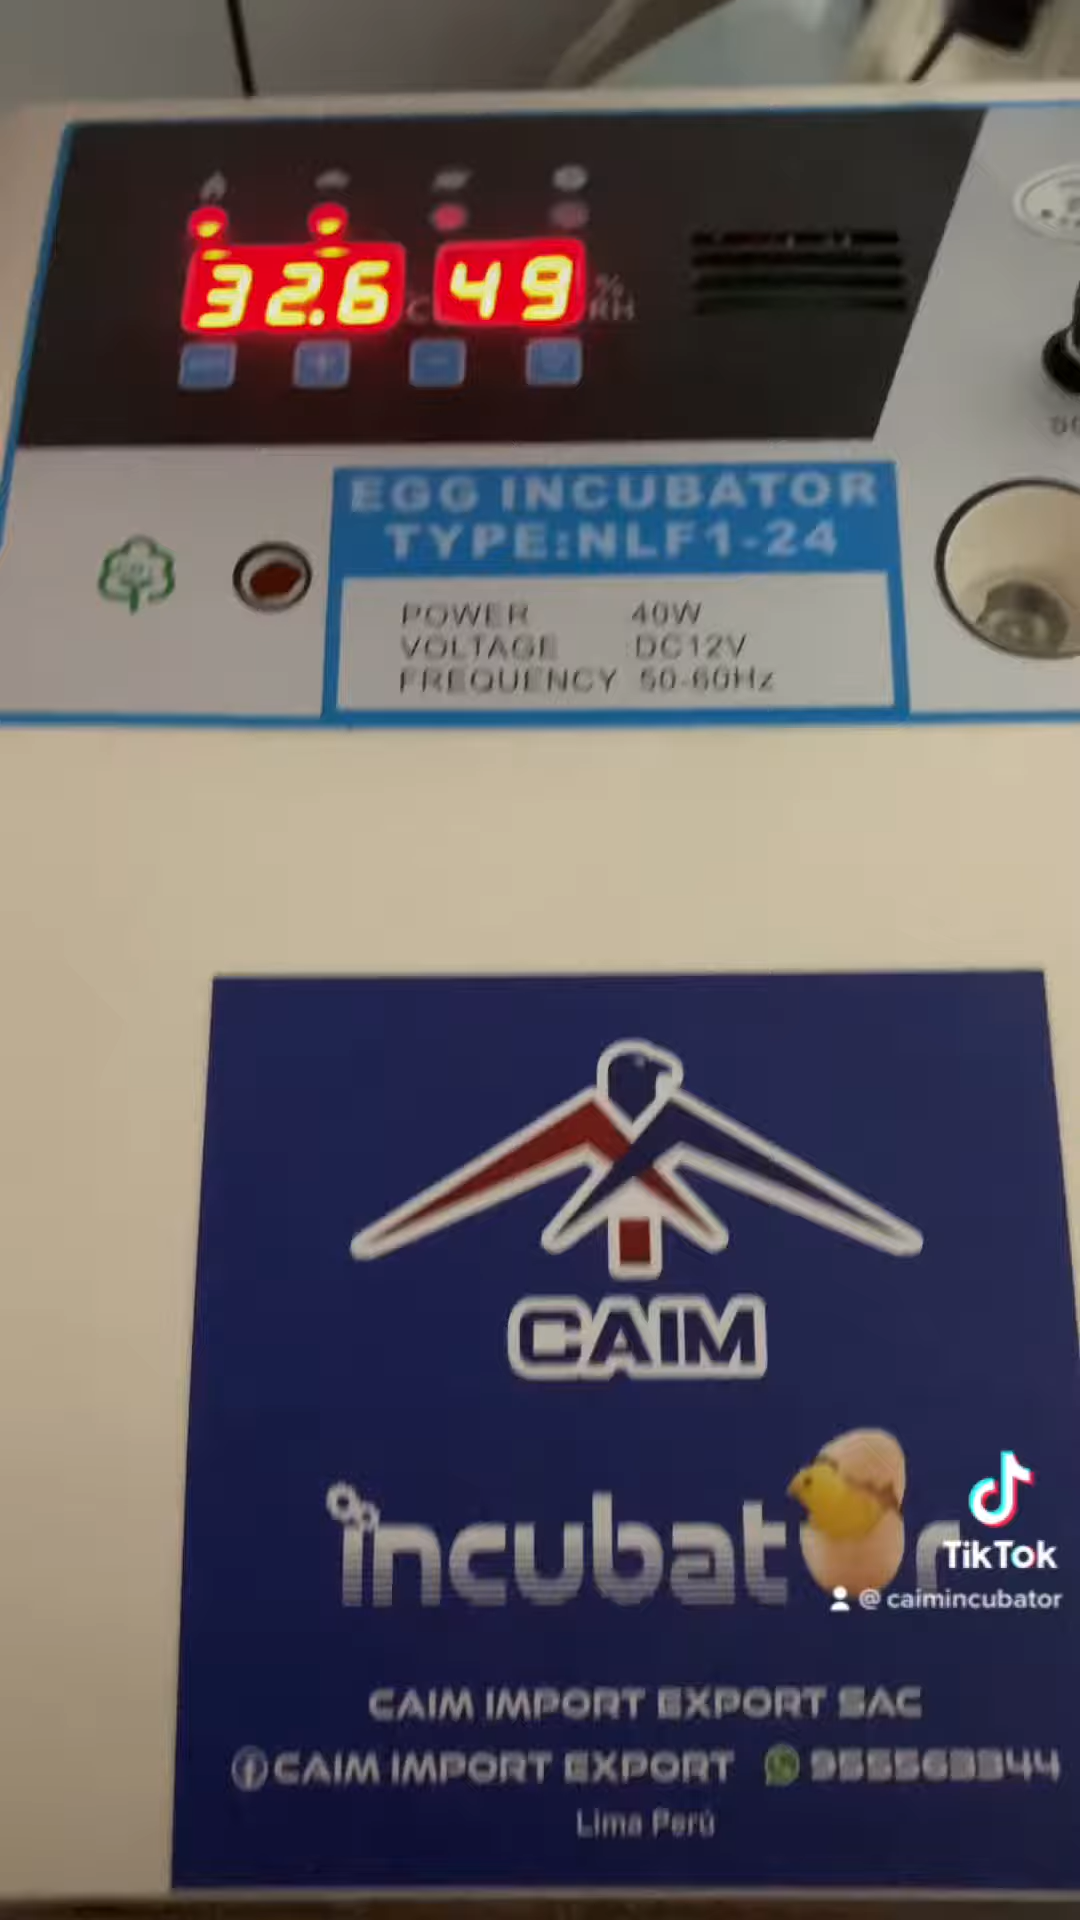 32.6 C 49 % RH
EGG INCUBATOR
TYPE:NLF1-24
POWER 40W
VOLTAGE DC12V
FREQUENCY 50-60Hz
CAIM
incubator
TikTok
@caimincubator
CAIM IMPORT EXPORT SAC
CAIM IMPORT EXPORT 955563344
Lima Perú